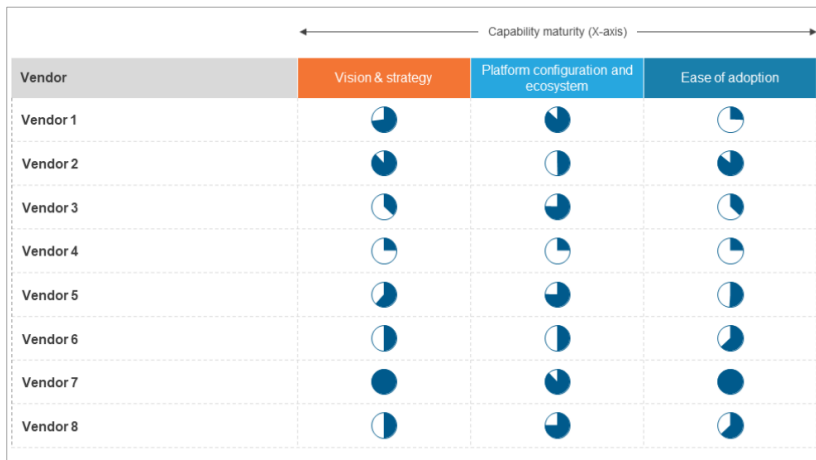 Capability maturity (X-axis)
Vendor
Vision & strategy
Platform configuration and
ecosystem
Ease of adoption
Vendor 1
Vendor 2
Vendor 3
Vendor 4
Vendor 5
Vendor 6
Vendor 7
Vendor 8